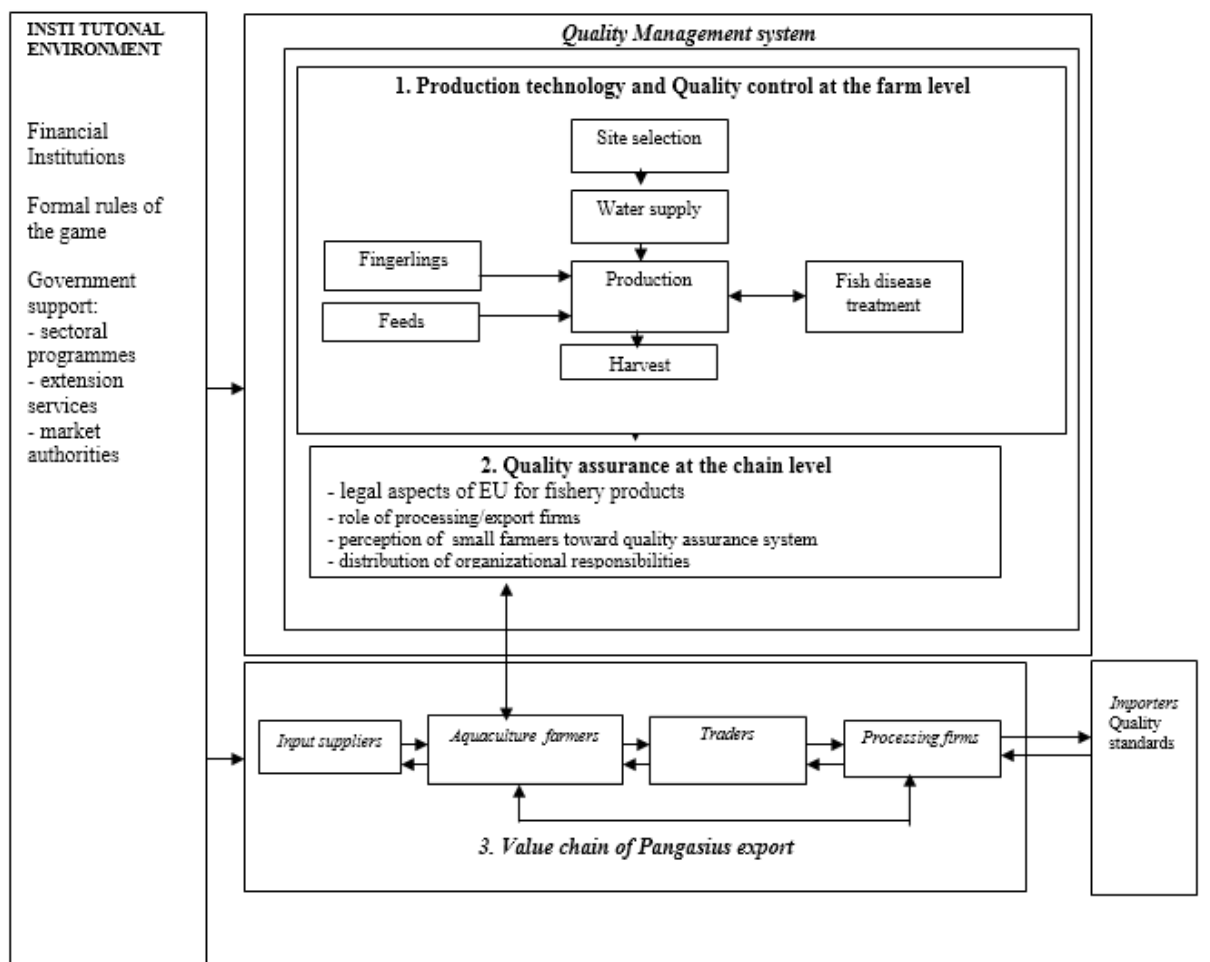 INSTI TUTONAL
ENVIRONMENT
Financial
Institutions
Formal rules of
the game
Government
support:
- sectoral
programmes
- extension
services
- market
authorities
Quality Management system
1. Production technology and Quality control at the farm level
Site selection
Water supply
Fingerlings
Feeds
Production
Fish disease
treatment
Harvest
2. Quality assurance at the chain level
- legal aspects of EU for fishery products
- role of processing/export firms
- perception of small farmers toward quality assurance system
- distribution of organizational responsibilities
Input suppliers
Aquaculture farmers
Traders
Processing firms
3. Value chain of Pangasius export
Importers
Quality
standards